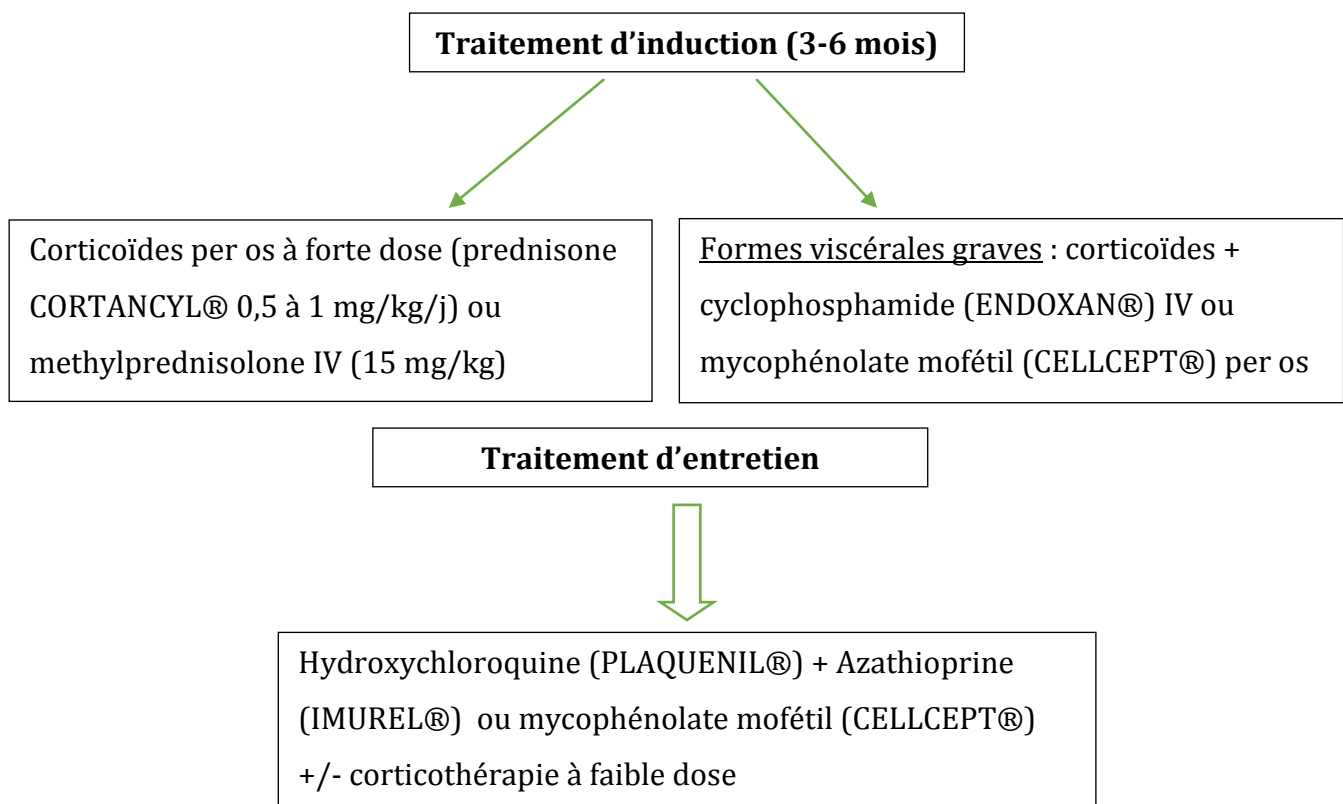 Traitement d’induction (3-6 mois)
Corticoïdes per os à forte dose (prednisone
CORTANCYL® 0,5 à 1 mg/kg/j) ou
methylprednisolone IV (15 mg/kg)
Formes viscérales graves : corticoïdes +
cyclophosphamide (ENDOXAN®) IV ou
mycophénolate mofétil (CELLCEPT®) per os
Traitement d’entretien
Hydroxychloroquine (PLAQUENIL®) + Azathioprine
(IMUREL®) ou mycophénolate mofétil (CELLCEPT®)
+/- corticothérapie à faible dose